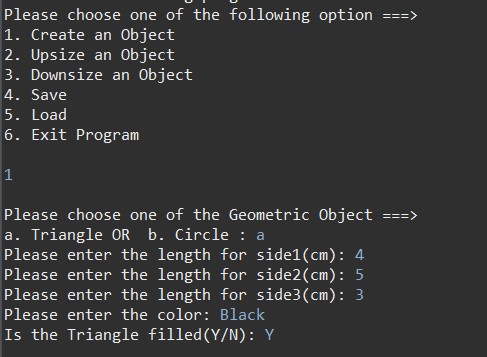 Please choose one of the following option ===>
1. Create an Object
2. Upsize an Object
3. Downsize an Object
4. Save
5. Load
6. Exit Program
1
Please choose one of the Geometric Object ===>
a. Triangle OR  b. Circle : a
Please enter the length for side1(cm): 4
Please enter the length for side2(cm): 5
Please enter the length for side3(cm): 3
Please enter the color: Black
Is the Triangle filled(Y/N): Y